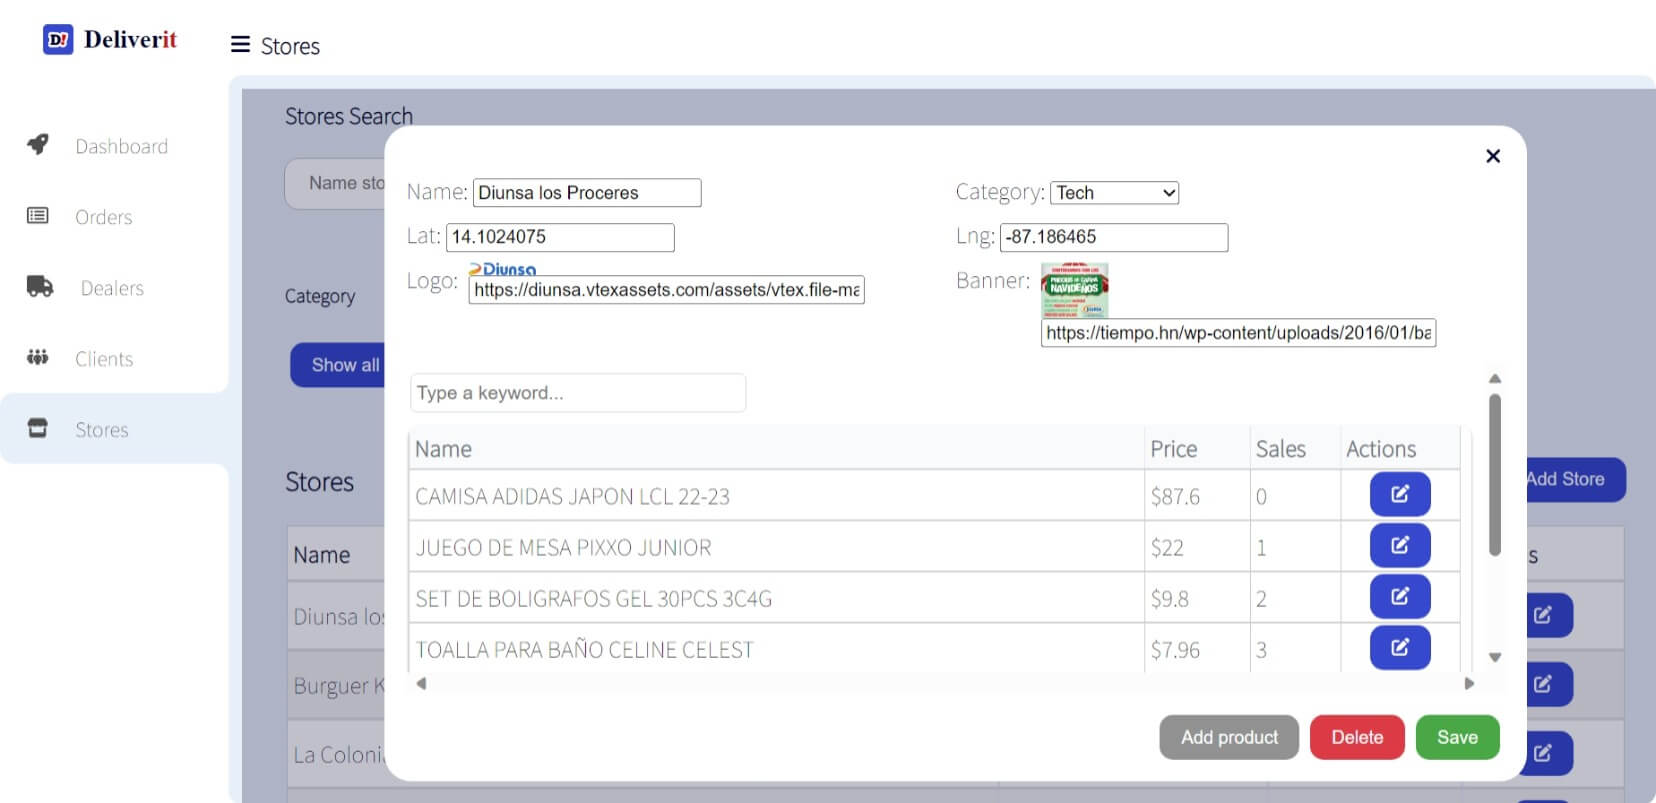 D! Deliverit
Stores
Dashboard
Orders
Dealers
Clients
Stores
Stores Search
Name sto
Category
Show all
Stores
Add Store
Name
s
Diunsa los
Burguer K
La Coloni
Name: Diunsa los Proceres
Category: Tech
Lat: 14.1024075
Lng: -87.186465
Logo: Diunsa
https://diunsa.vtexassets.com/assets/vtex.file-ma
Banner:
NAVIDEÑOS
https://tiempo.hn/wp-content/uploads/2016/01/ba
Type a keyword...
Name Price Sales Actions
CAMISA ADIDAS JAPON LCL 22-23 $87.6 0
JUEGO DE MESA PIXXO JUNIOR $22 1
SET DE BOLIGRAFOS GEL 30PCS 3C4G $9.8 2
TOALLA PARA BAÑO CELINE CELEST $7.96 3
Add product Delete Save